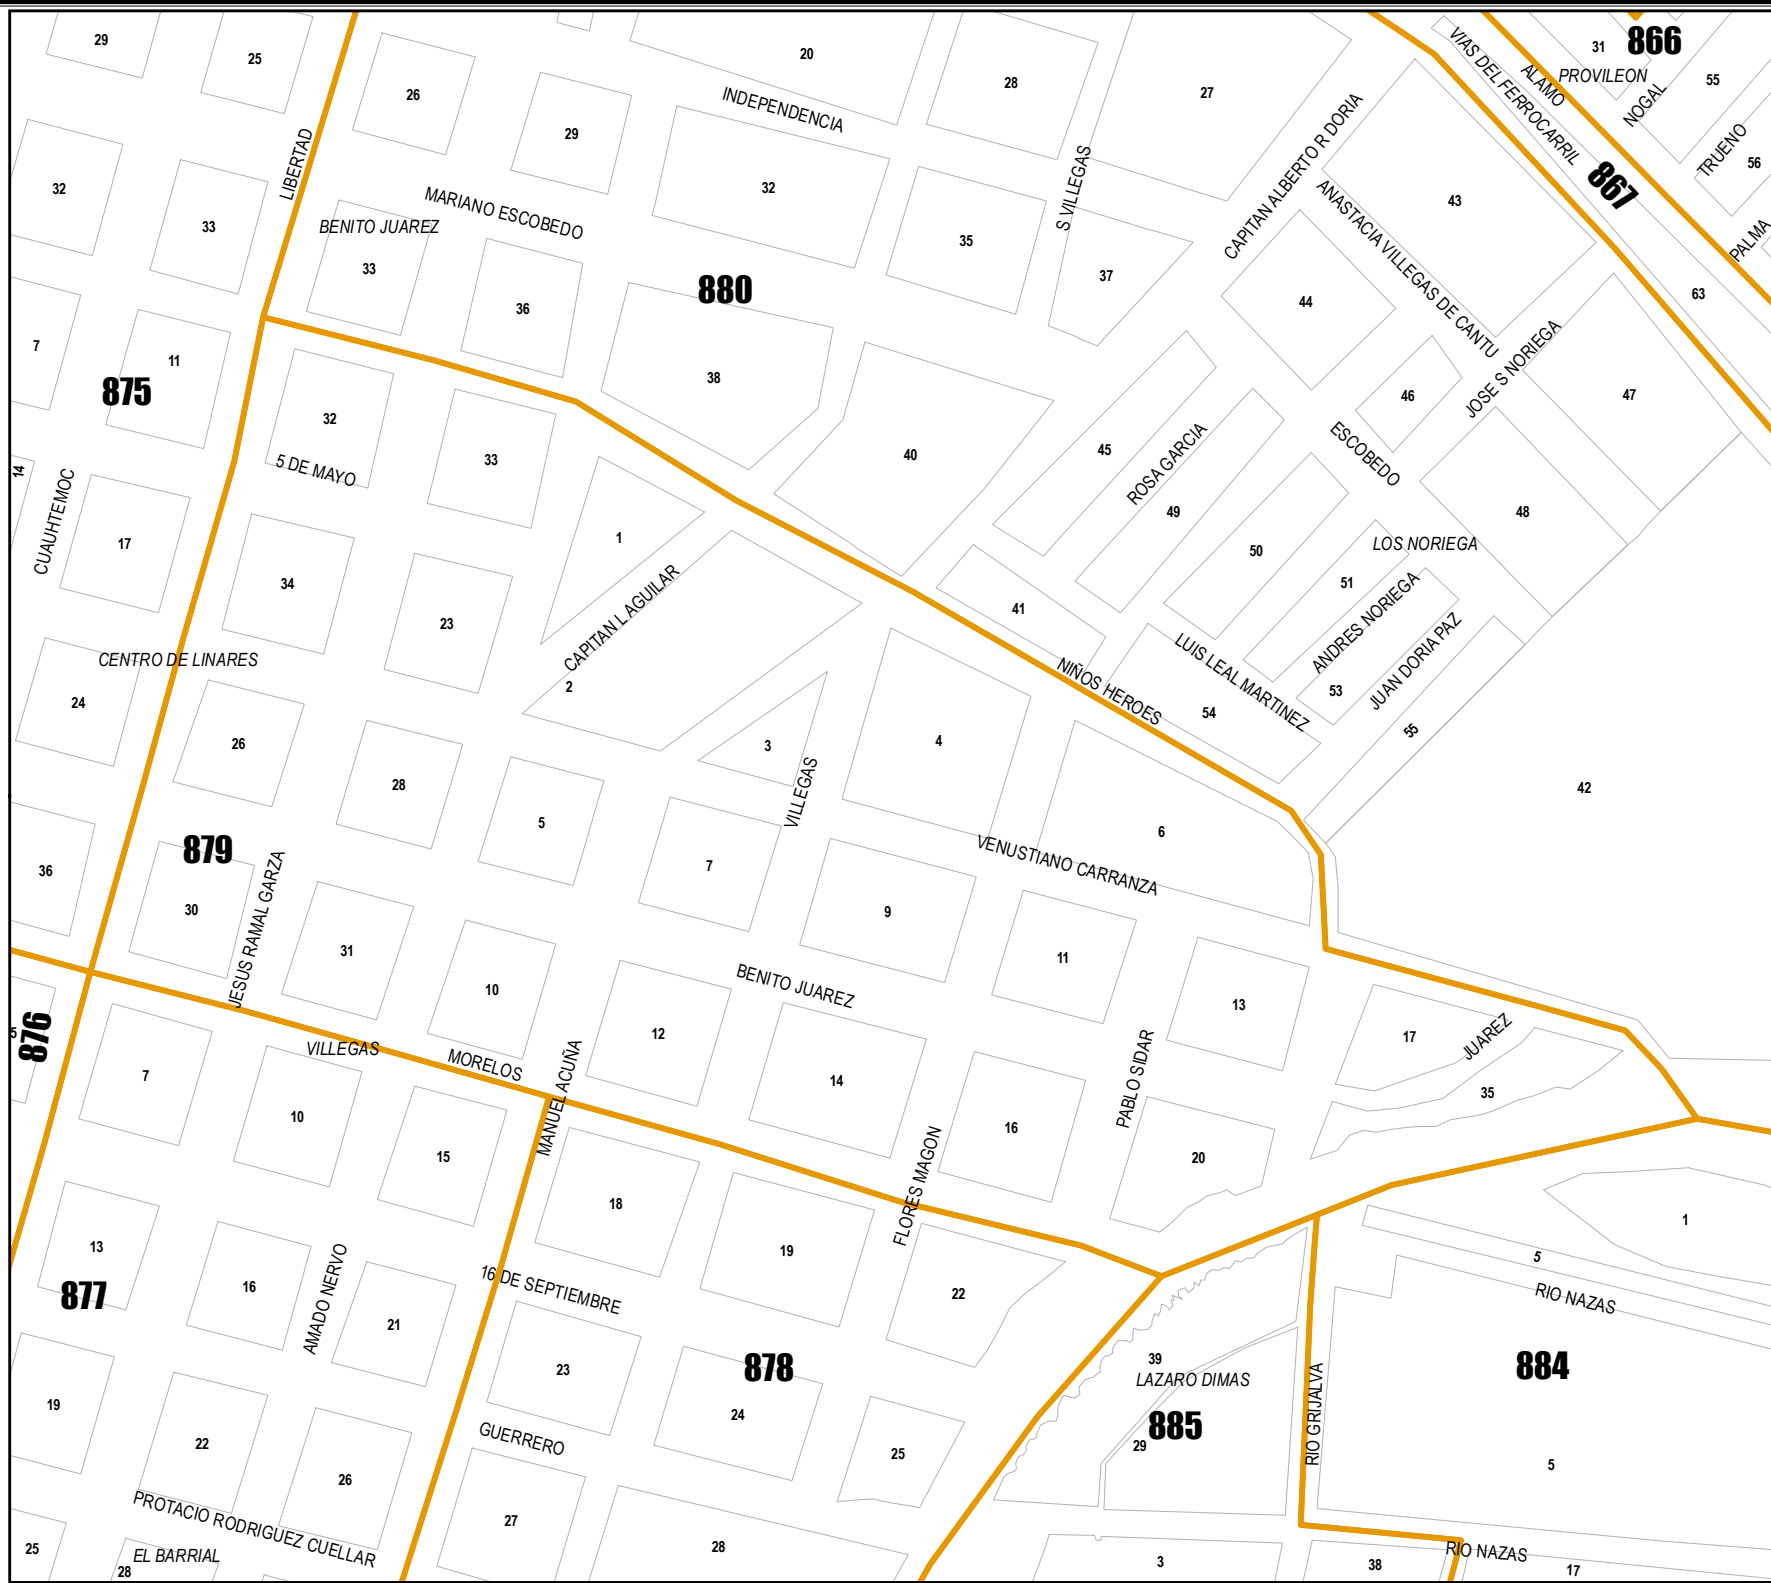 29
25
20
28
27
31
866
PROVILEON
55
NOGAL
ALAMO
VIAS DEL FERROCARRIL
26
29
INDEPENDENCIA
TRUENO
56
867
LIBERTAD
32
33
MARIANO ESCOBEDO
BENITO JUAREZ
33
32
35
S VILLEGAS
CAPITAN ALBERTO R DORIA
ANASTACIA VILLEGAS DE CANTU
43
PALMA
63
36
880
37
44
JOSE S NORIEGA
7
11
875
38
46
47
32
5 DE MAYO
33
40
45
ROSA GARCIA
ESCOBEDO
14
CUAUHTEMOC
17
34
1
49
50
48
LOS NORIEGA
51
ANDRES NORIEGA
23
CAPITAN L AGUILAR
2
41
CENTRO DE LINARES
24
NIÑOS HEROES
LUIS LEAL MARTINEZ
53
JUAN DORIA PAZ
54
55
26
28
3
4
42
VILLEGAS
5
6
36
879
7
VENUSTIANO CARRANZA
30
JESUS RAMAL GARZA
31
9
11
10
BENITO JUAREZ
13
5
876
12
17
JUAREZ
VILLEGAS
MORELOS
MANUEL ACUÑA
7
10
14
PABLO SIDAR
35
15
16
20
FLORES MAGON
18
19
1
13
877
16
AMADO NERVO
16 DE SEPTIEMBRE
22
5
RIO NAZAS
21
23
878
39
LAZARO DIMAS
884
RIO GRIJALVA
19
22
24
885
29
25
GUERRERO
26
5
PROTACIO RODRIGUEZ CUELLAR
27
28
25
EL BARRIAL
28
3
38
RIO NAZAS
17